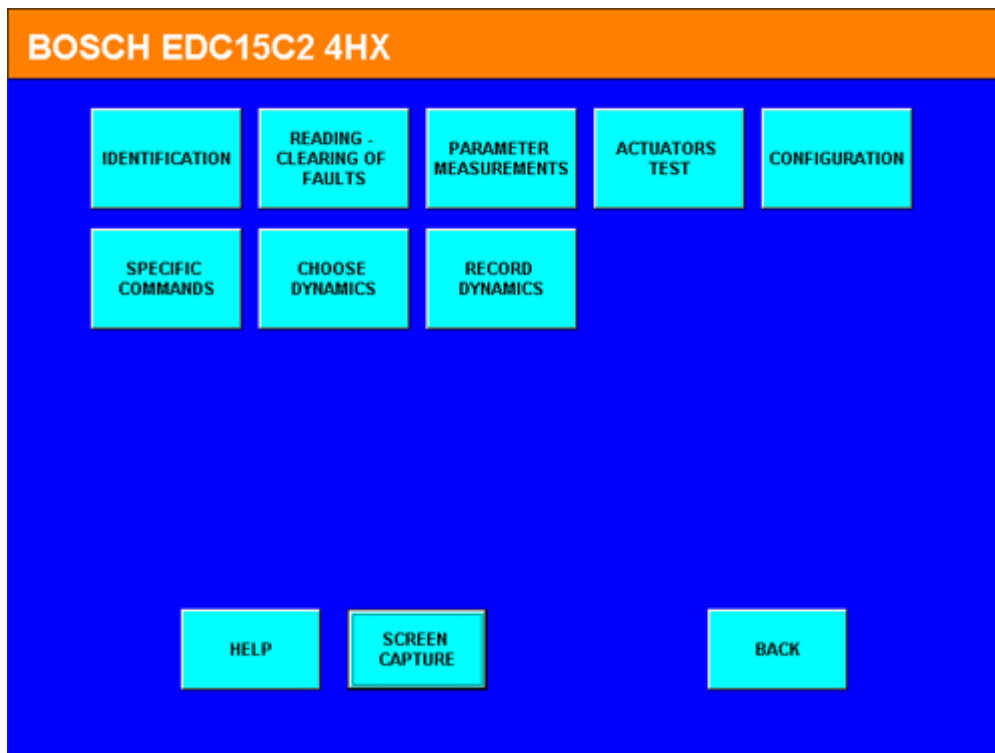 BOSCH EDC15C2 4HX
IDENTIFICATION
READING -
CLEARING OF
FAULTS
PARAMETER
MEASUREMENTS
ACTUATORS
TEST
CONFIGURATION
SPECIFIC
COMMANDS
CHOOSE
DYNAMICS
RECORD
DYNAMICS
HELP
SCREEN
CAPTURE
BACK